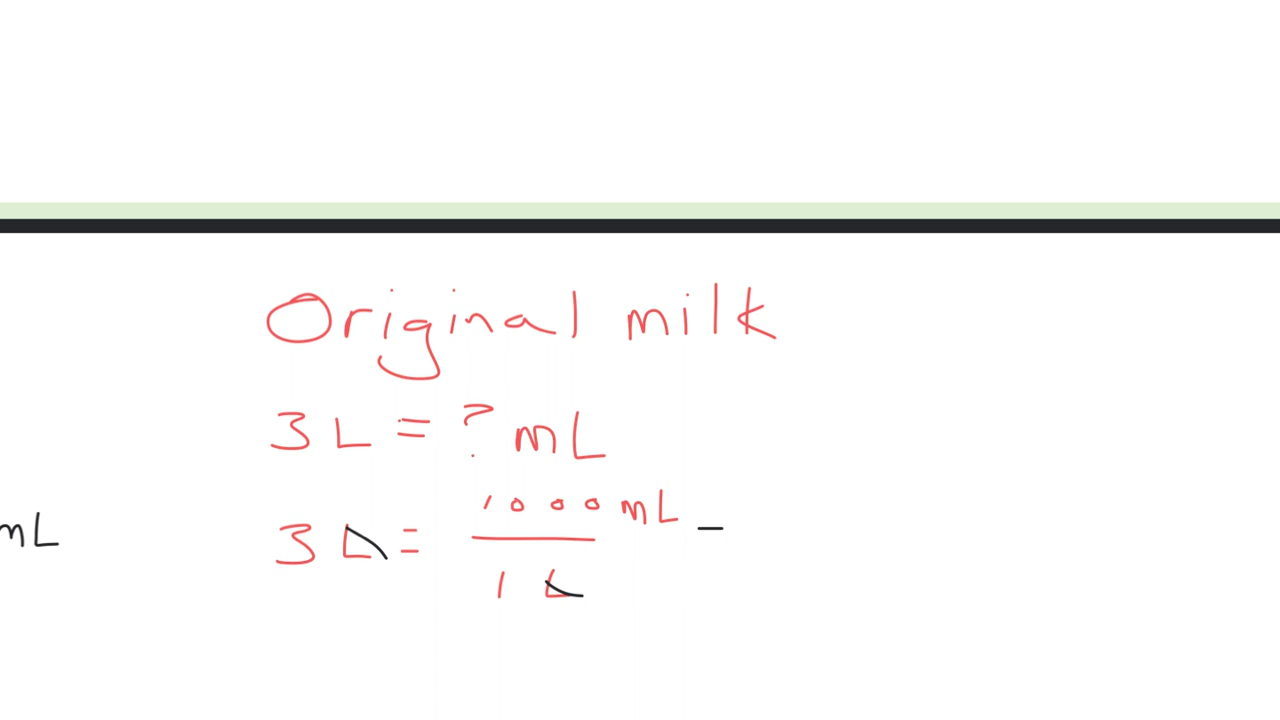 Original milk
3 L = ? mL
mL
3 L = 1000 mL / 1 L -